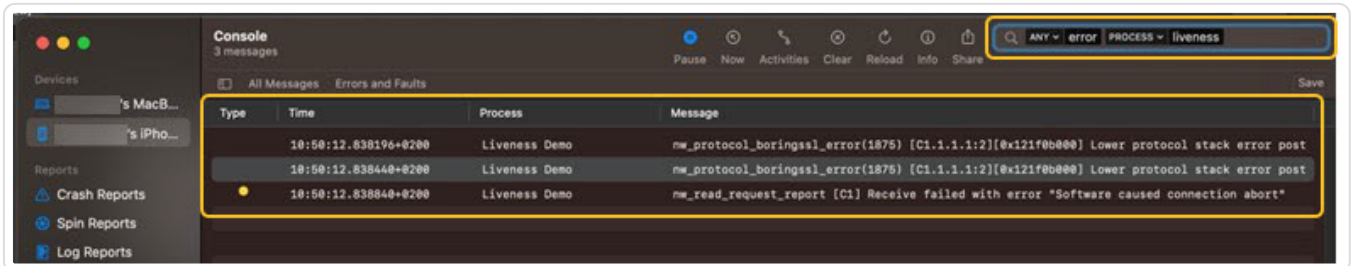 Console
3 messages
Pause Now Activities Clear Reload Info Share
ANY error PROCESS liveness
Devices
All Messages Errors and Faults Save
's MacB...
's iPho...
Type Time Process Message
10:50:12.838196+0200 Liveness Demo nw_protocol_boringssl_error(1875) [C1.1.1.1:2][0x121f0b000] Lower protocol stack error post
10:50:12.838440+0200 Liveness Demo nw_protocol_boringssl_error(1875) [C1.1.1.1:2][0x121f0b000] Lower protocol stack error post
10:50:12.838840+0200 Liveness Demo nw_read_request_report [C1] Receive failed with error "Software caused connection abort"
Reports
Crash Reports
Spin Reports
Log Reports